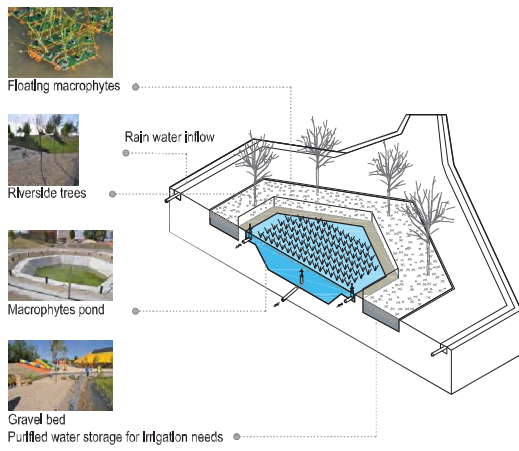 Floating macrophytes
Rain water inflow
Riverside trees
Macrophytes pond
Gravel bed
Purified water storage for irrigation needs